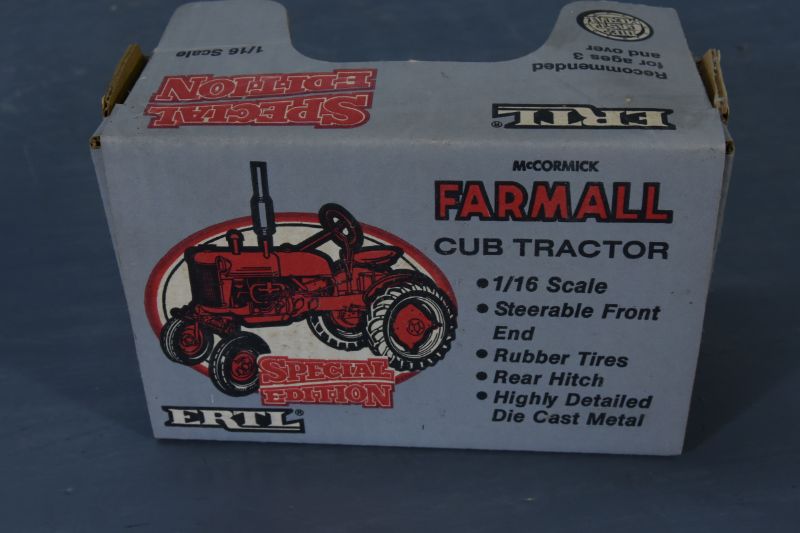 1/16 Scale
SPECIAL
EDITION
Recommended
for ages 3
and over
ERTL®
McCORMICK
FARMALL
CUB TRACTOR
• 1/16 Scale
• Steerable Front
End
• Rubber Tires
• Rear Hitch
• Highly Detailed
Die Cast Metal
SPECIAL
EDITION
ERTL®